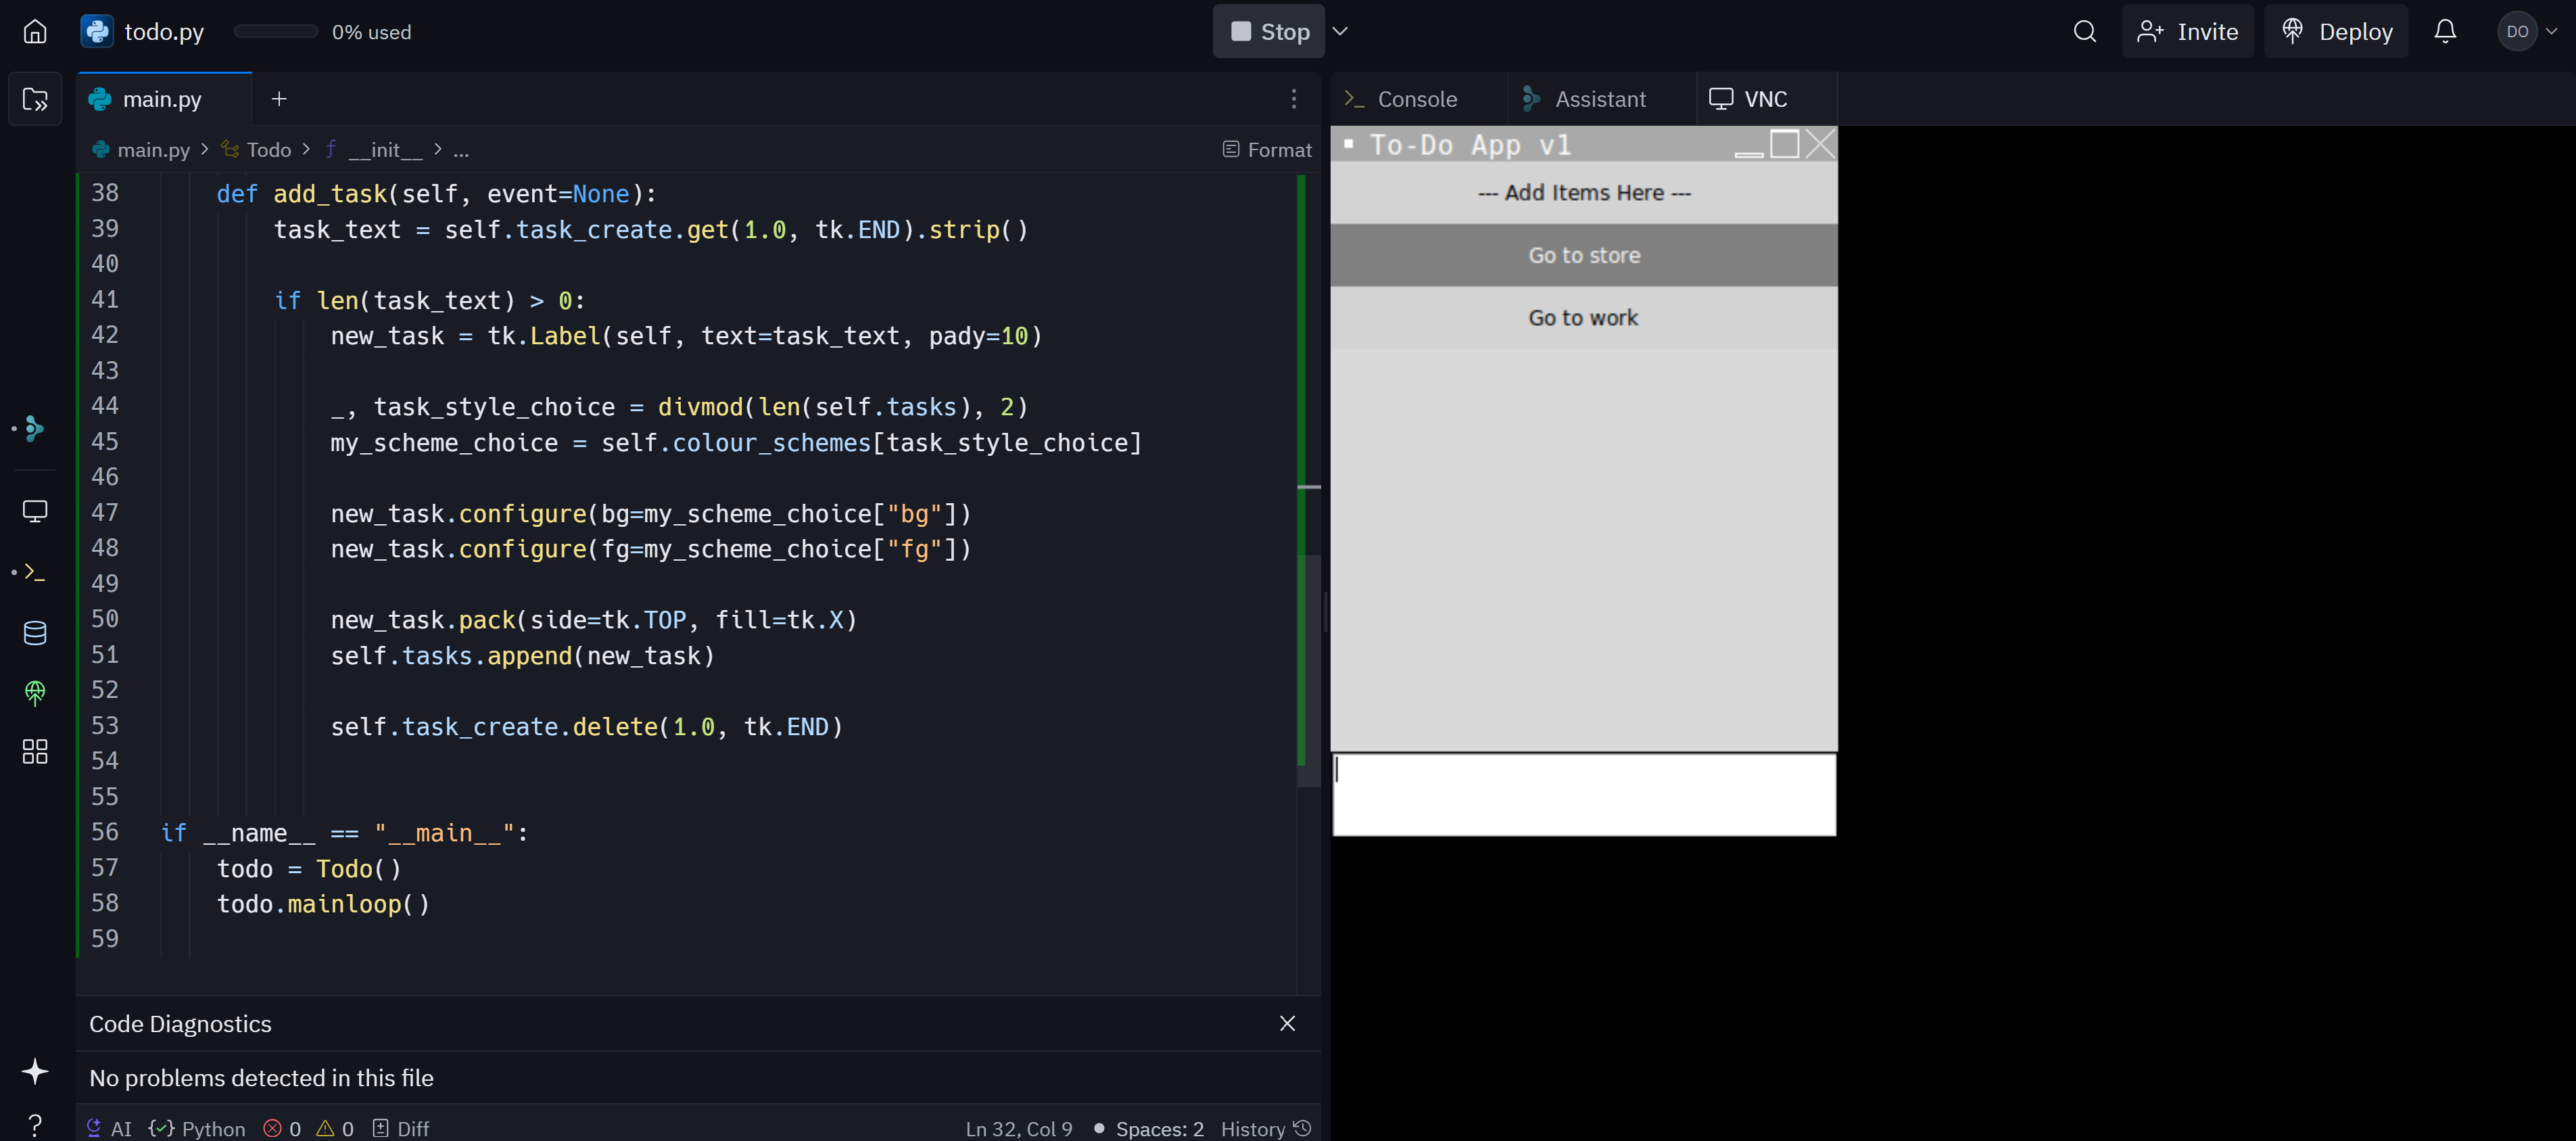 todo.py 0% used Stop Invite Deploy DO
main.py
Console Assistant VNC
main.py > Todo > __init__ > ... Format
38 def add_task(self, event=None):
39 task_text = self.task_create.get(1.0, tk.END).strip()
40
41 if len(task_text) > 0:
42 new_task = tk.Label(self, text=task_text, pady=10)
43
44 _, task_style_choice = divmod(len(self.tasks), 2)
45 my_scheme_choice = self.colour_schemes[task_style_choice]
46
47 new_task.configure(bg=my_scheme_choice["bg"])
48 new_task.configure(fg=my_scheme_choice["fg"])
49
50 new_task.pack(side=tk.TOP, fill=tk.X)
51 self.tasks.append(new_task)
52
53 self.task_create.delete(1.0, tk.END)
54
55
56 if __name__ == "__main__":
57 todo = Todo()
58 todo.mainloop()
59
Code Diagnostics
No problems detected in this file
AI Python 0 0 Diff Ln 32, Col 9 Spaces: 2 History
To-Do App v1
--- Add Items Here ---
Go to store
Go to work